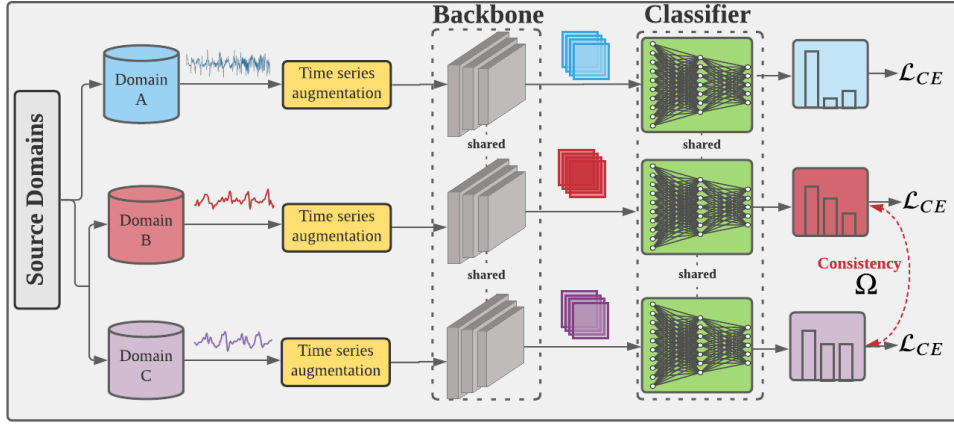 Backbone
Classifier
Source Domains
Domain
A
Time series
augmentation
shared
shared
ℒCE
Domain
B
Time series
augmentation
shared
shared
ℒCE
Consistency
Ω
Domain
C
Time series
augmentation
ℒCE